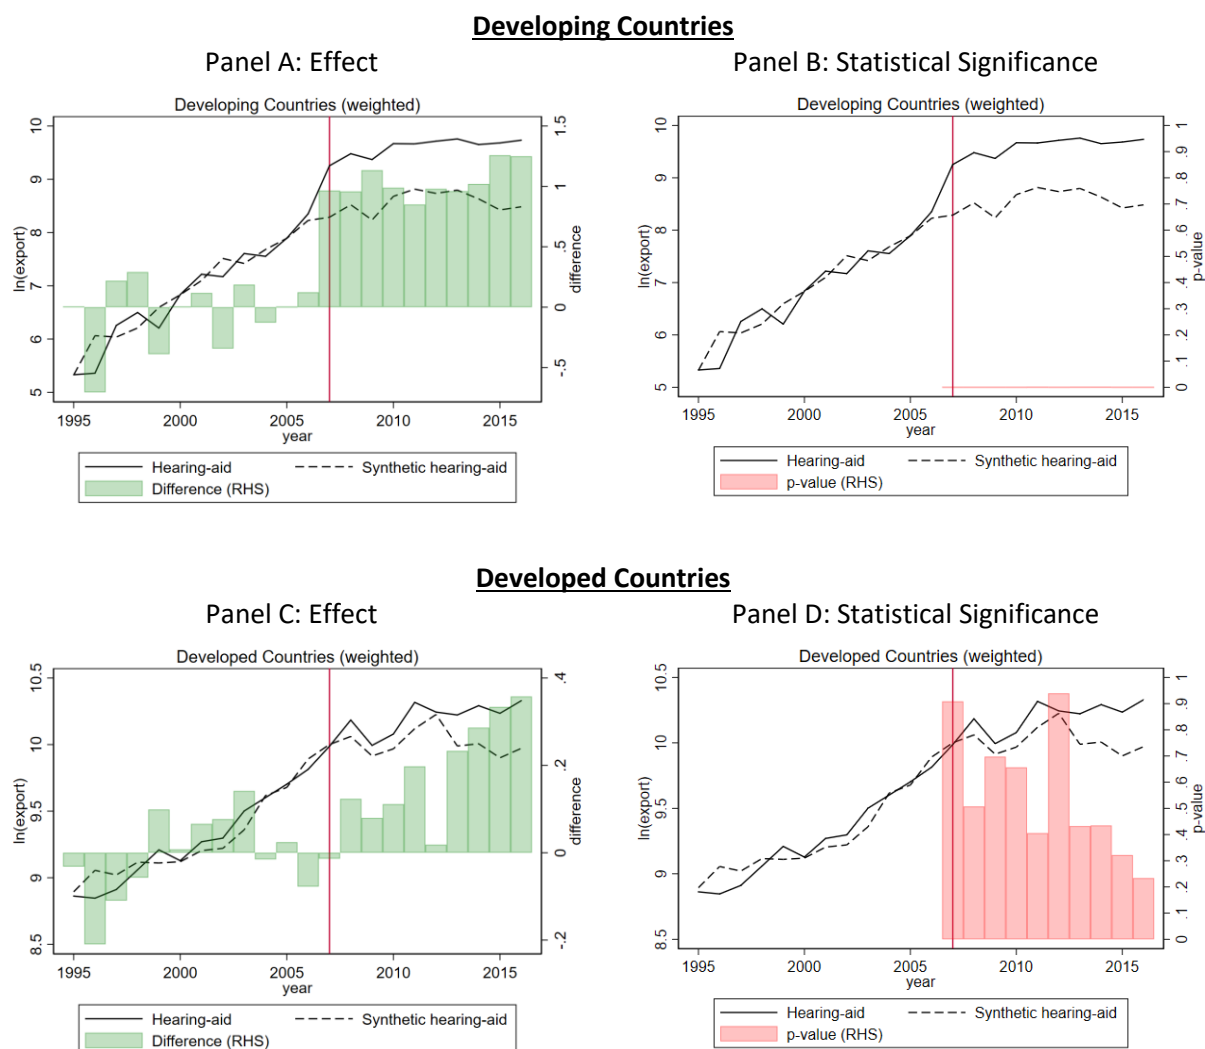 Developing Countries
Panel A: Effect
Panel B: Statistical Significance
Developing Countries (weighted)
ln(export)
10
9
8
7
6
5
1.5
1
.5
0
-.5
difference
1995 2000 2005 2010 2015
year
Hearing-aid Synthetic hearing-aid
Difference (RHS)
Developing Countries (weighted)
ln(export)
10
9
8
7
6
5
1
.9
.8
.7
.6
.5
.4
.3
.2
.1
0
p-value
1995 2000 2005 2010 2015
year
Hearing-aid Synthetic hearing-aid
p-value (RHS)
Developed Countries
Panel C: Effect
Panel D: Statistical Significance
Developed Countries (weighted)
ln(export)
10.5
10
9.5
9
8.5
.4
.2
0
-.2
difference
1995 2000 2005 2010 2015
year
Hearing-aid Synthetic hearing-aid
Difference (RHS)
Developed Countries (weighted)
ln(export)
10.5
10
9.5
9
8.5
1
.9
.8
.7
.6
.5
.4
.3
.2
.1
0
p-value
1995 2000 2005 2010 2015
year
Hearing-aid Synthetic hearing-aid
p-value (RHS)